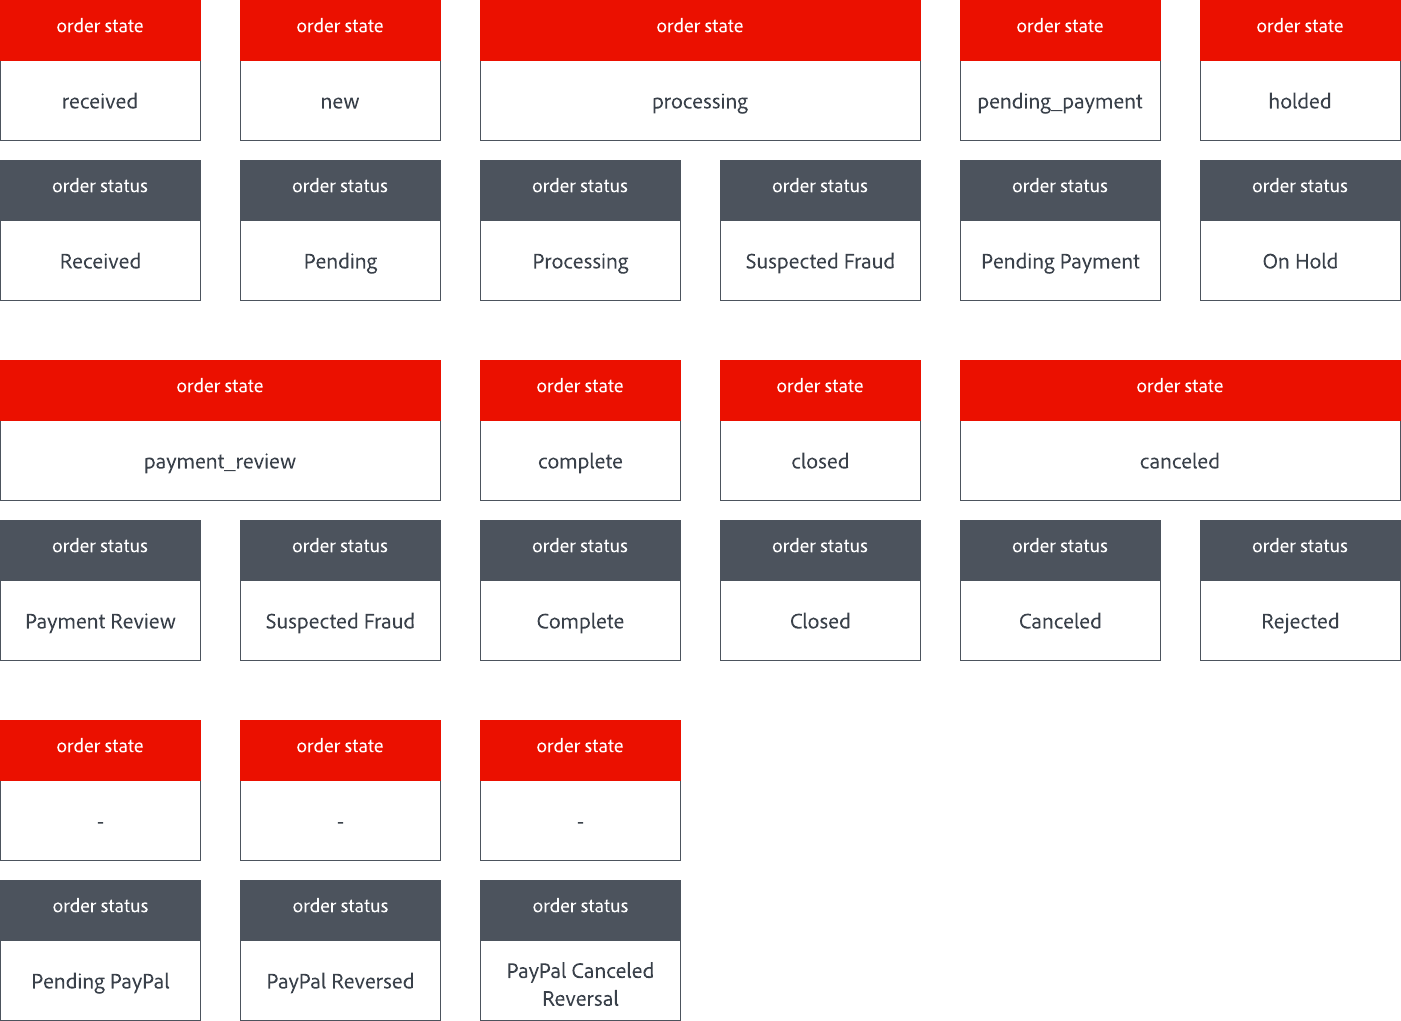 order state
order state
order state
order state
order state
received
new
processing
pending_payment
holded
order status
order status
order status
order status
order status
order status
Received
Pending
Processing
Suspected Fraud
Pending Payment
On Hold
order state
order state
order state
order state
payment_review
complete
closed
canceled
order status
order status
order status
order status
order status
order status
Payment Review
Suspected Fraud
Complete
Closed
Canceled
Rejected
order state
order state
order state
-
-
-
order status
order status
order status
Pending PayPal
PayPal Reversed
PayPal Canceled
Reversal